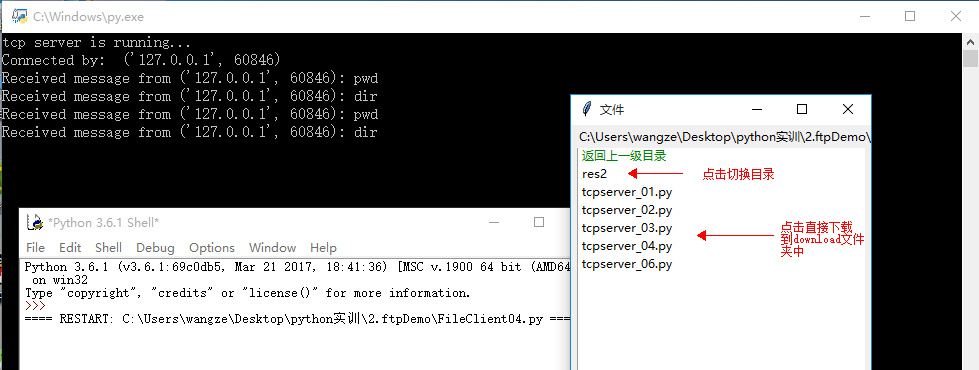 C:\Windows\py.exe
tcp server is running...
Connected by:  ('127.0.0.1', 60846)
Received message from ('127.0.0.1', 60846): pwd
Received message from ('127.0.0.1', 60846): dir
Received message from ('127.0.0.1', 60846): pwd
Received message from ('127.0.0.1', 60846): dir
文件
C:\Users\wangze\Desktop\python实训\2.ftpDemo\
返回上一级目录
res2
点击切换目录
tcpserver_01.py
tcpserver_02.py
tcpserver_03.py
tcpserver_04.py
tcpserver_06.py
点击直接下载
到download文件
夹中
*Python 3.6.1 Shell*
File Edit Shell Debug Options Window Help
Python 3.6.1 (v3.6.1:69c0db5, Mar 21 2017, 18:41:36) [MSC v.1900 64 bit (AMD64
on win32
Type "copyright", "credits" or "license()" for more information.
>>>
==== RESTART: C:\Users\wangze\Desktop\python实训\2.ftpDemo\FileClient04.py ===